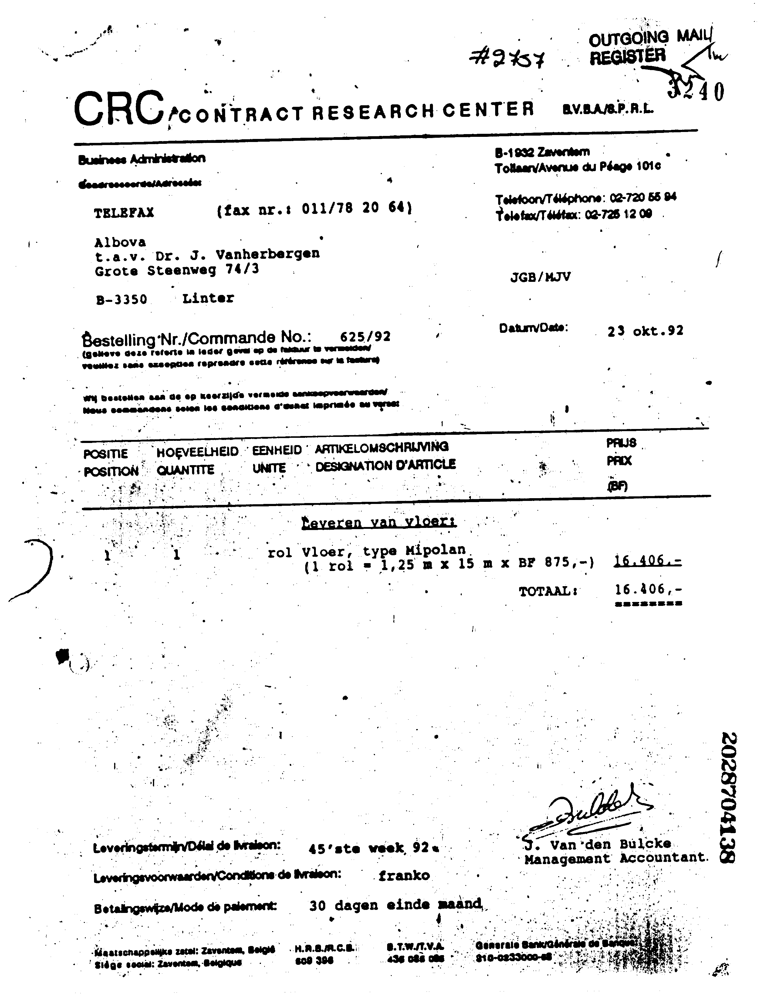 OUTGOING MAIL
REGISTER
#2757
3240
CRC CONTRACT RESEARCH CENTER B.V.B.A/S.P.R.L.
Business Administration
B-1932 Zaventem
Tollaan/Avenue du Péage 101c
Geadresseerde/Adressée:
Telefoon/Téléphone: 02-720 55 94
Telefax/Téléfax: 02-725 12 09
TELEFAX (fax nr.: 011/78 20 64)
Albova
t.a.v. Dr. J. Vanherbergen
Grote Steenweg 74/3
JGB/MJV
B-3350 Linter
Bestelling Nr./Commande No.: 625/92
Datum/Date: 23 okt.92
(gelieve deze referte in ieder geval op de faktuur te vermelden/
veuillez sans exception reprendre cette référence sur la facture)
Wij bestellen aan de op keerzijde vermelde aankoopvoorwaarden/
Nous commandons selon les conditions d'achat imprimés au verso:
POSITIE HOEVEELHEID EENHEID ARTIKELOMSCHRIJVING PRIJS
POSITION QUANTITE UNITE DESIGNATION D'ARTICLE PRIX
(BF)
Leveren van vloer:
1 1 rol Vloer, type Mipolan
(1 rol = 1,25 m x 15 m x BF 875,-) 16.406,-
TOTAAL: 16.406,-
2028704138
Leveringstermijn/Délai de livraison: 45'ste week 92.
J. Van den Bulcke
Management Accountant.
Leveringsvoorwaarden/Conditions de livraison: franko
Betalingswijze/Mode de paiement: 30 dagen einde maand
Maatschappelijke zetel: Zaventem, België H.R.B./R.C.B. B.T.W./T.V.A. Generale Bank/Générale de Banque:
Siège social: Zaventem, Belgique 609 396 436 085 085